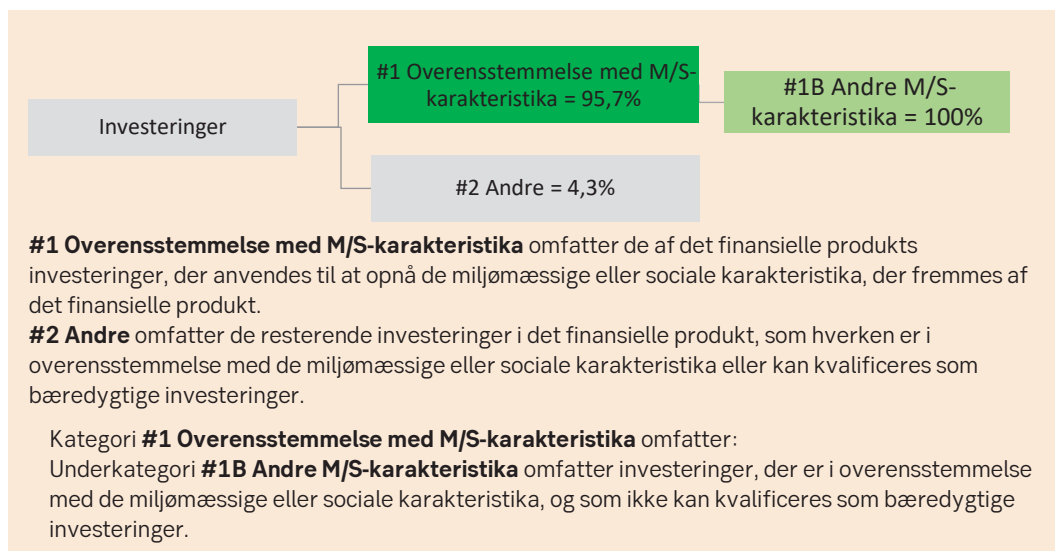 #1 Overensstemmelse med M/S-
karakteristika = 95,7%
#1B Andre M/S-
karakteristika = 100%
Investeringer
#2 Andre = 4,3%
#1 Overensstemmelse med M/S-karakteristika omfatter de af det finansielle produkts
investeringer, der anvendes til at opnå de miljømæssige eller sociale karakteristika, der fremmes af
det finansielle produkt.
#2 Andre omfatter de resterende investeringer i det finansielle produkt, som hverken er i
overensstemmelse med de miljømæssige eller sociale karakteristika eller kan kvalificeres som
bæredygtige investeringer.
Kategori #1 Overensstemmelse med M/S-karakteristika omfatter:
Underkategori #1B Andre M/S-karakteristika omfatter investeringer, der er i overensstemmelse
med de miljømæssige eller sociale karakteristika, og som ikke kan kvalificeres som bæredygtige
investeringer.